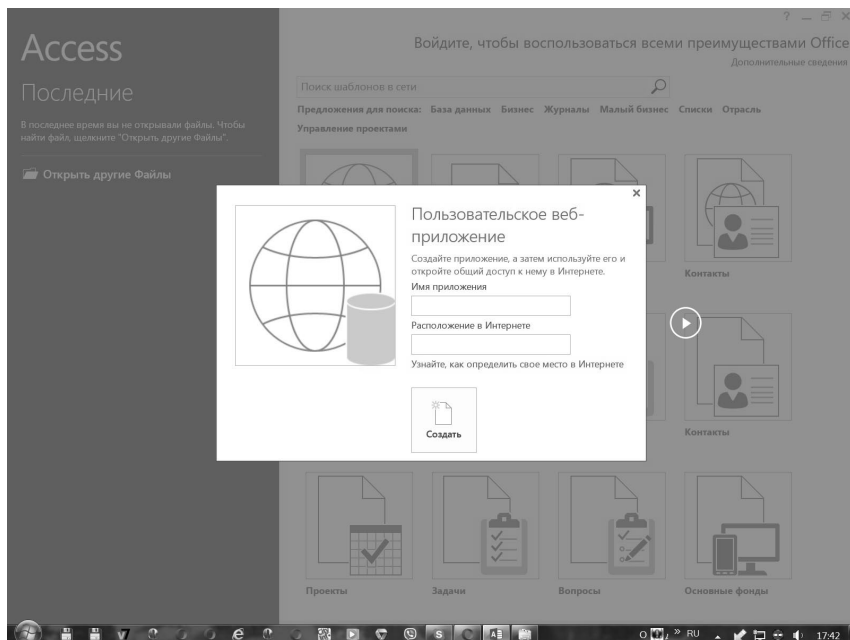 ? _
Access
Войдите, чтобы воспользоваться всеми преимуществами Office
Дополнительные сведения
Последние
Поиск шаблонов в сети
Предложения для поиска: База данных Бизнес Журналы Малый бизнес Списки Отрасль
Управление проектами
В последнее время вы не открывали файлы. Чтобы
найти файл, щелкните "Открыть другие Файлы".
Открыть другие Файлы
Пользовательское веб-
приложение
Создайте приложение, а затем используйте его и
откройте общий доступ к нему в Интернете.
Имя приложения
Расположение в Интернете
Узнайте, как определить свое место в Интернете
Создать
Контакты
Контакты
Проекты
Задачи
Вопросы
Основные фонды
RU
17:42